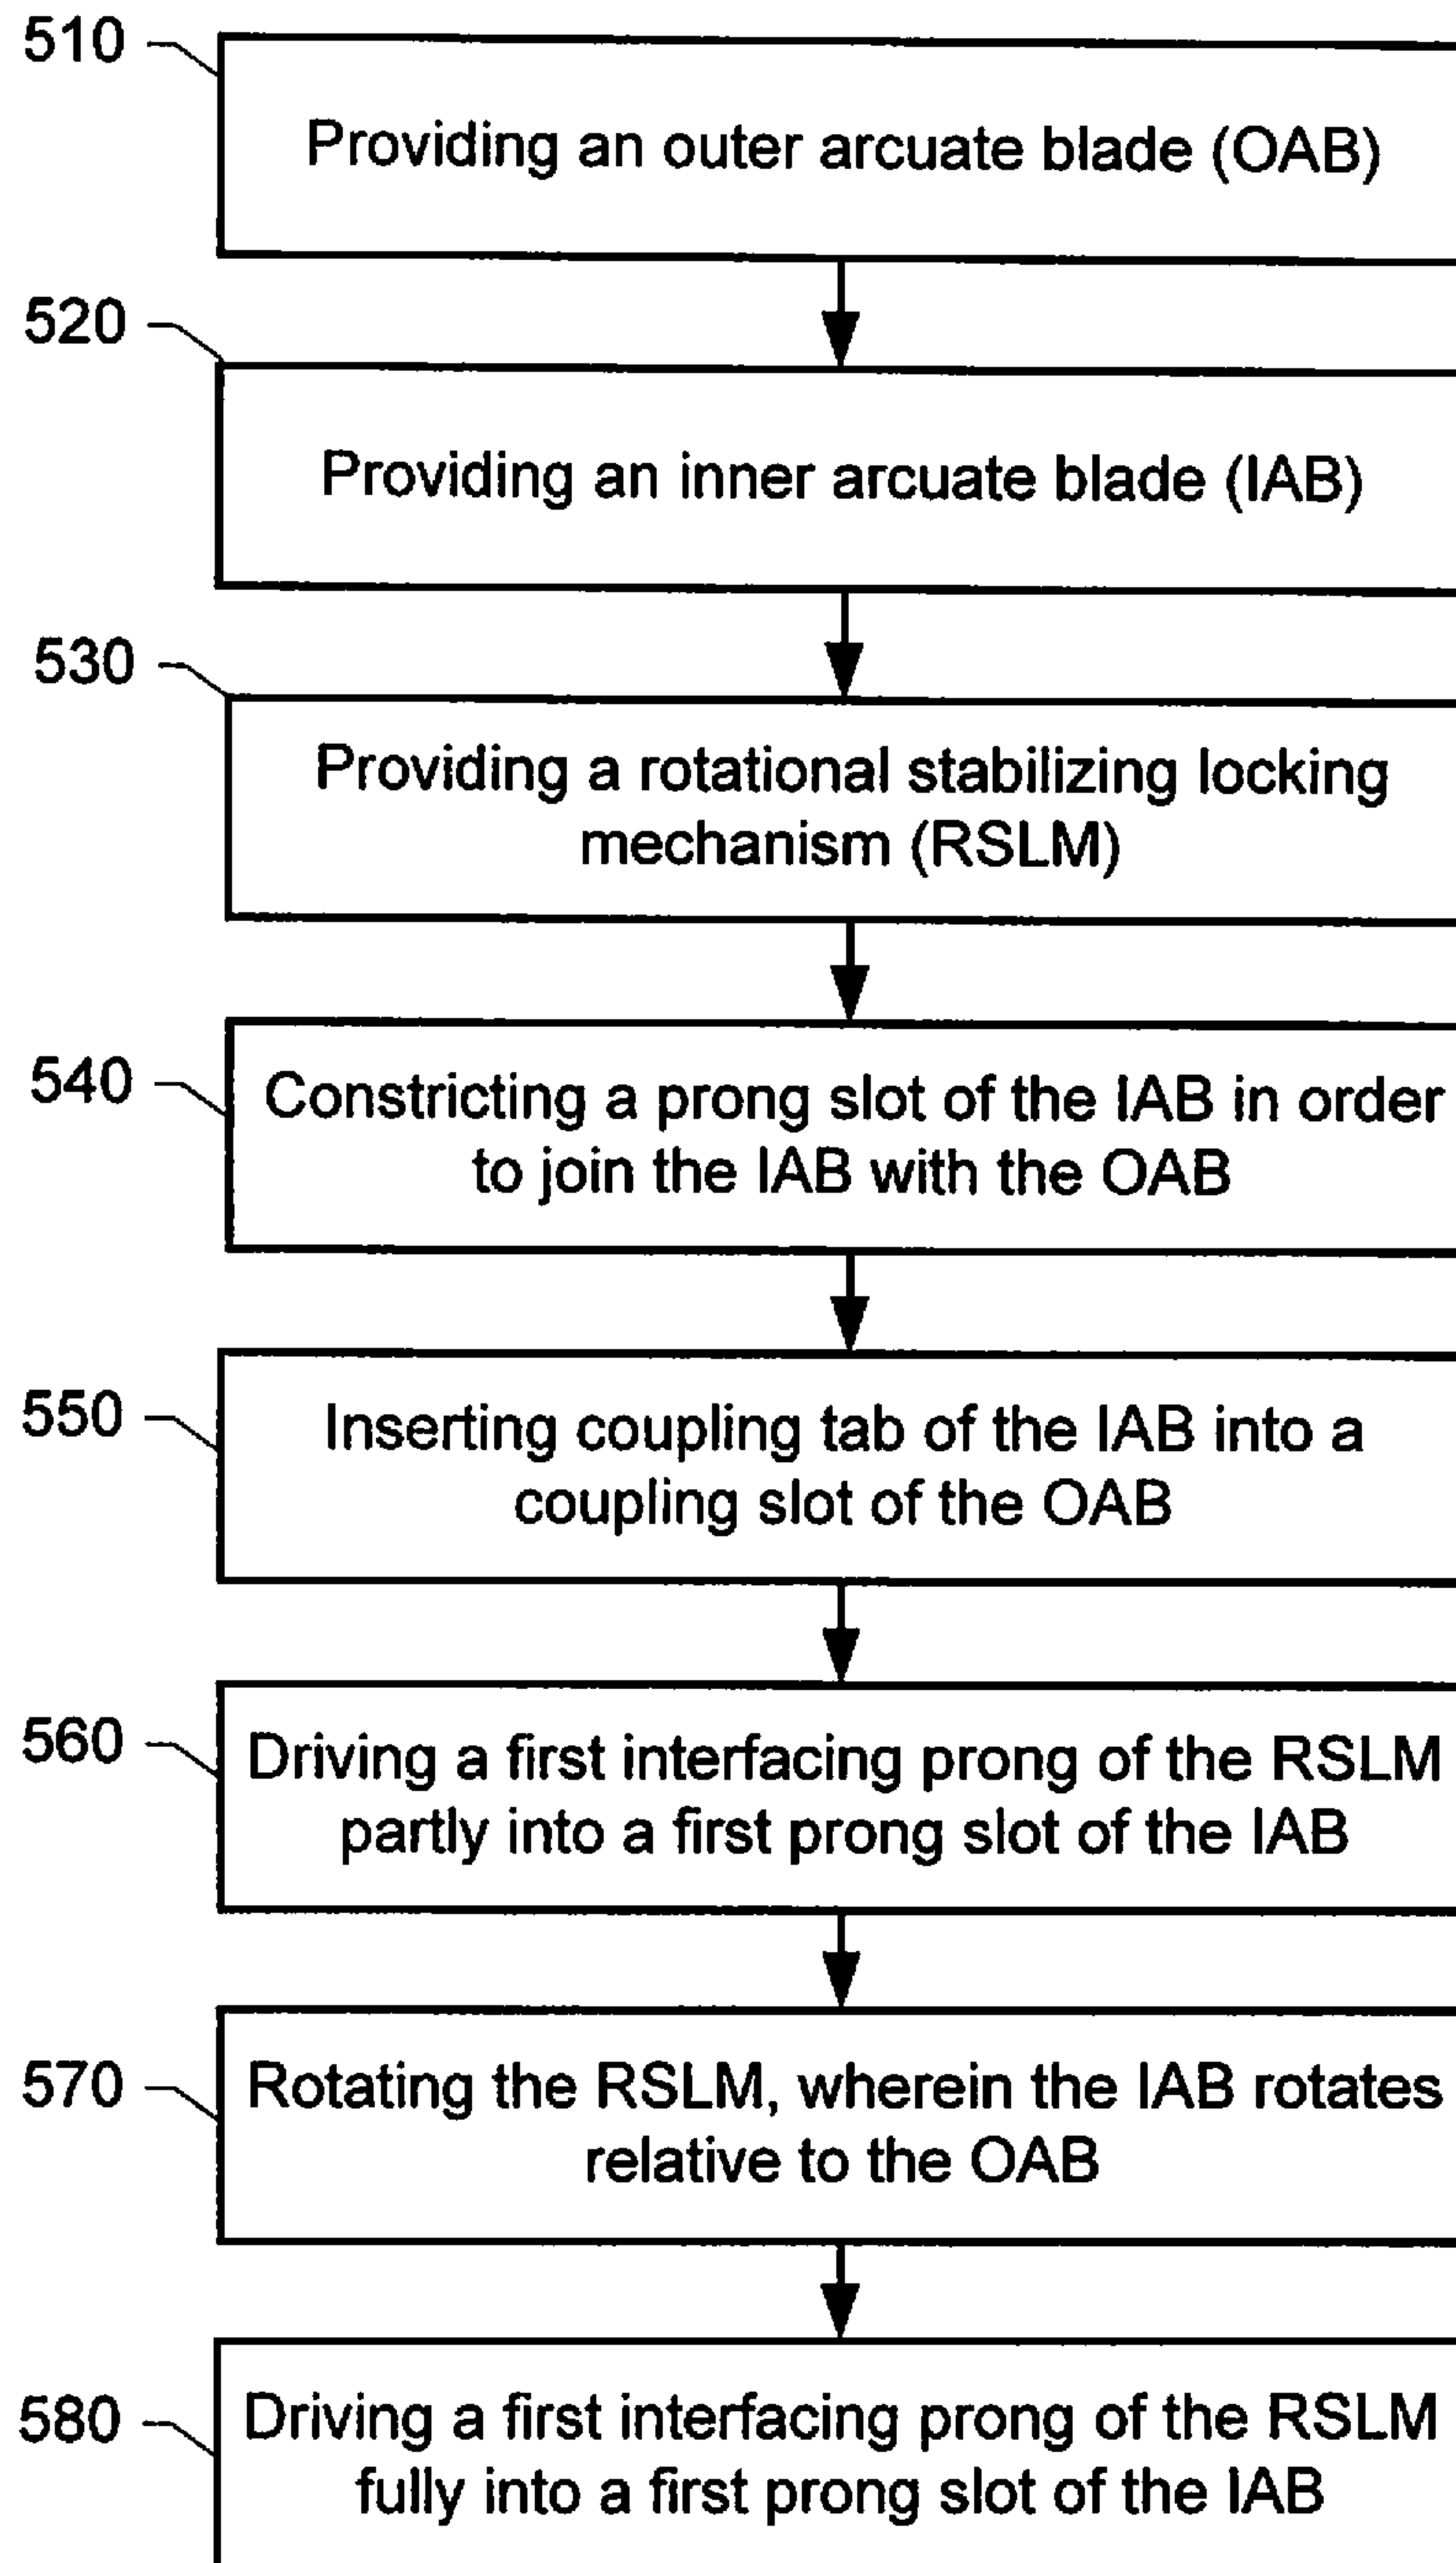 510
Providing an outer arcuate blade (OAB)
520
Providing an inner arcuate blade (IAB)
530
Providing a rotational stabilizing locking
mechanism (RSLM)
540
Constricting a prong slot of the IAB in order
to join the IAB with the OAB
550
Inserting coupling tab of the IAB into a
coupling slot of the OAB
560
Driving a first interfacing prong of the RSLM
partly into a first prong slot of the IAB
570
Rotating the RSLM, wherein the IAB rotates
relative to the OAB
580
Driving a first interfacing prong of the RSLM
fully into a first prong slot of the IAB